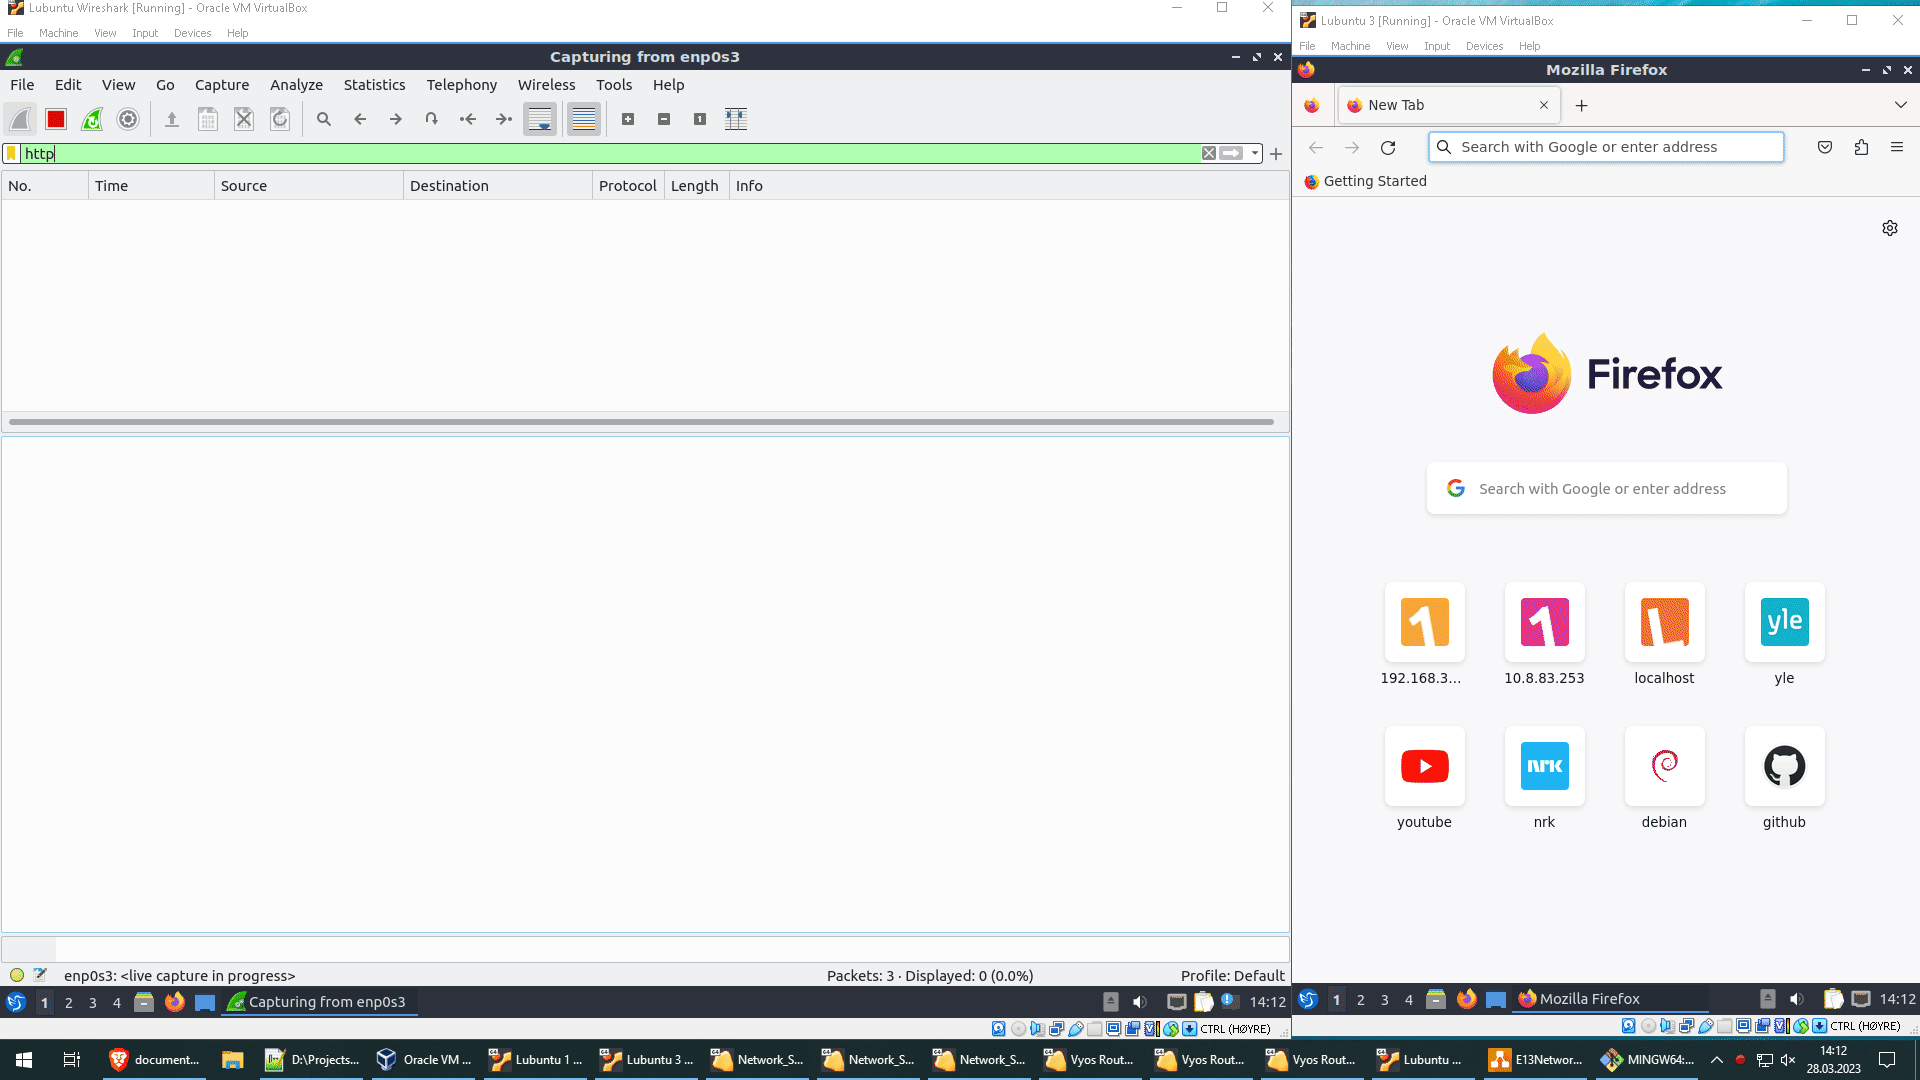 Lubuntu Wireshark [Running] - Oracle VM VirtualBox
File Machine View Input Devices Help
Capturing from enp0s3
File Edit View Go Capture Analyze Statistics Telephony Wireless Tools Help
http
No. Time Source Destination Protocol Length Info
enp0s3: <live capture in progress> Packets: 3 · Displayed: 0 (0.0%) Profile: Default
1 2 3 4 Capturing from enp0s3 14:12
CTRL (HØYRE)
Lubuntu 3 [Running] - Oracle VM VirtualBox
File Machine View Input Devices Help
Mozilla Firefox
New Tab
Search with Google or enter address
Getting Started
Firefox
Search with Google or enter address
192.168.3... 10.8.83.253 localhost yle
youtube nrk debian github
1 2 3 4 Mozilla Firefox 14:12
CTRL (HØYRE)
document... D:\Projects... Oracle VM ... Lubuntu 1 ... Lubuntu 3 ... Network_S... Network_S... Network_S... Vyos Rout... Vyos Rout... Vyos Rout... Lubuntu ... E13Networ... MINGW64:... 14:12
28.03.2023